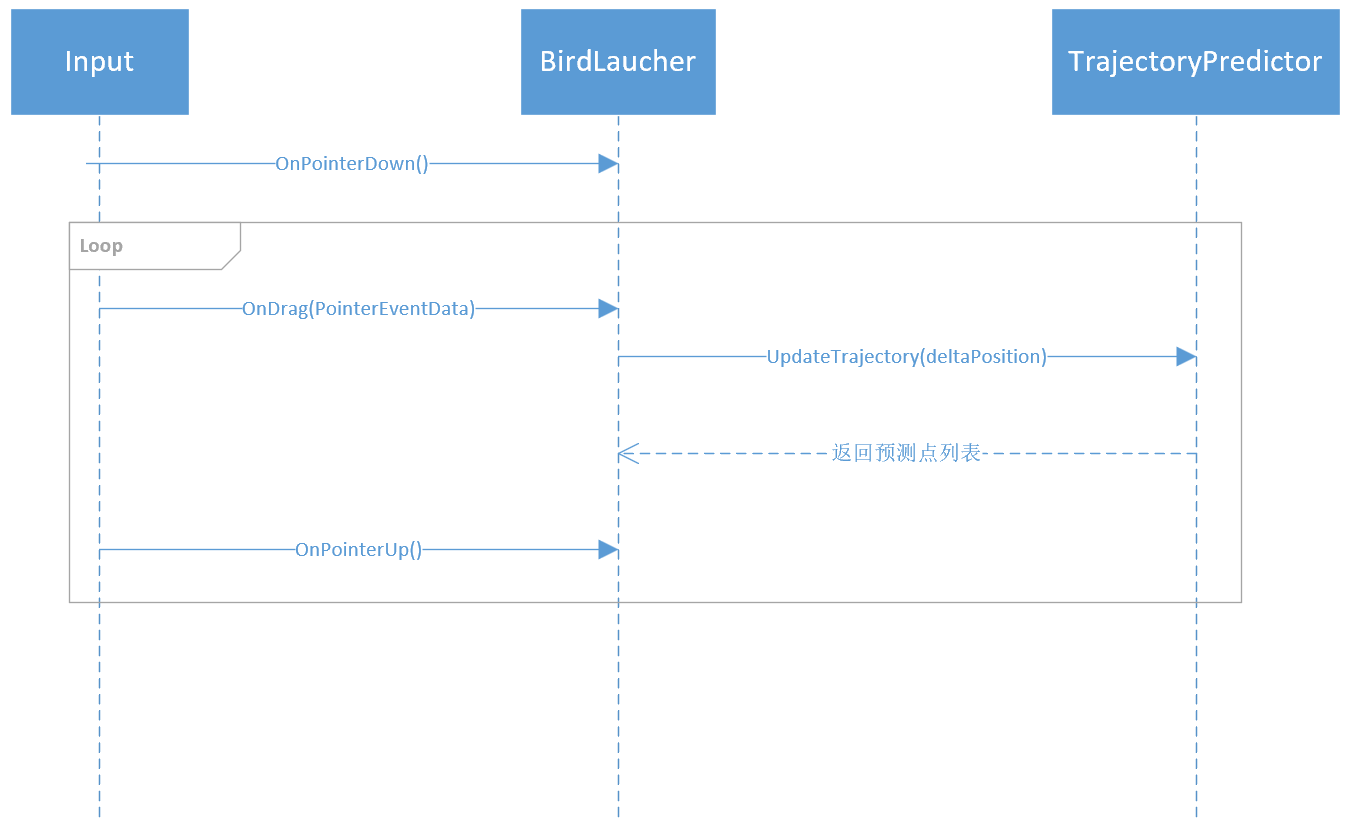 Input
BirdLaucher
TrajectoryPredictor
OnPointerDown()
Loop
OnDrag(PointerEventData)
UpdateTrajectory(deltaPosition)
返回预测点列表
OnPointerUp()